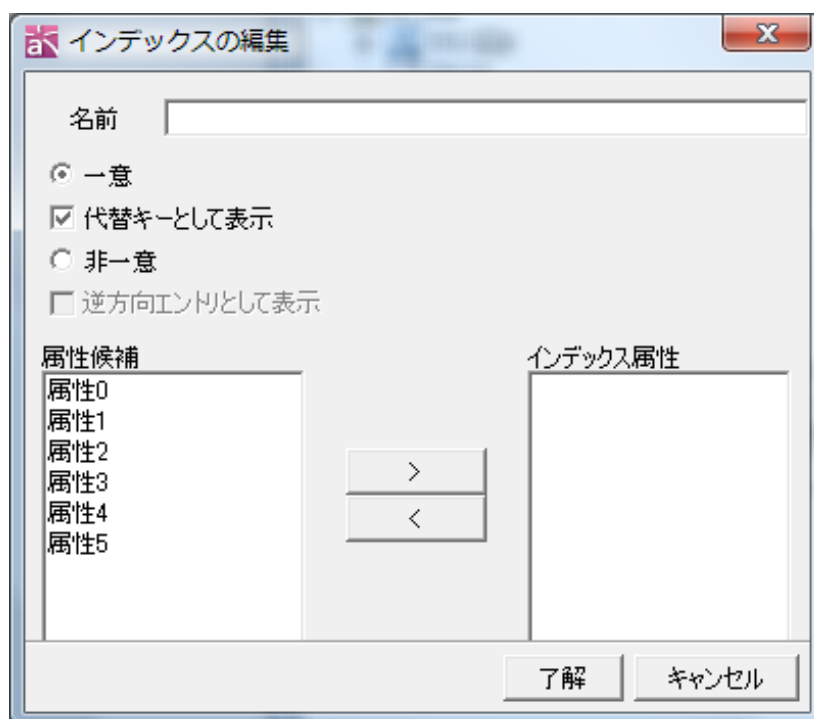 インデックスの編集
名前
一意
代替キーとして表示
非一意
逆方向エントリとして表示
属性候補
インデックス属性
属性0
属性1
属性2
属性3
属性4
属性5
>
<
了解
キャンセル